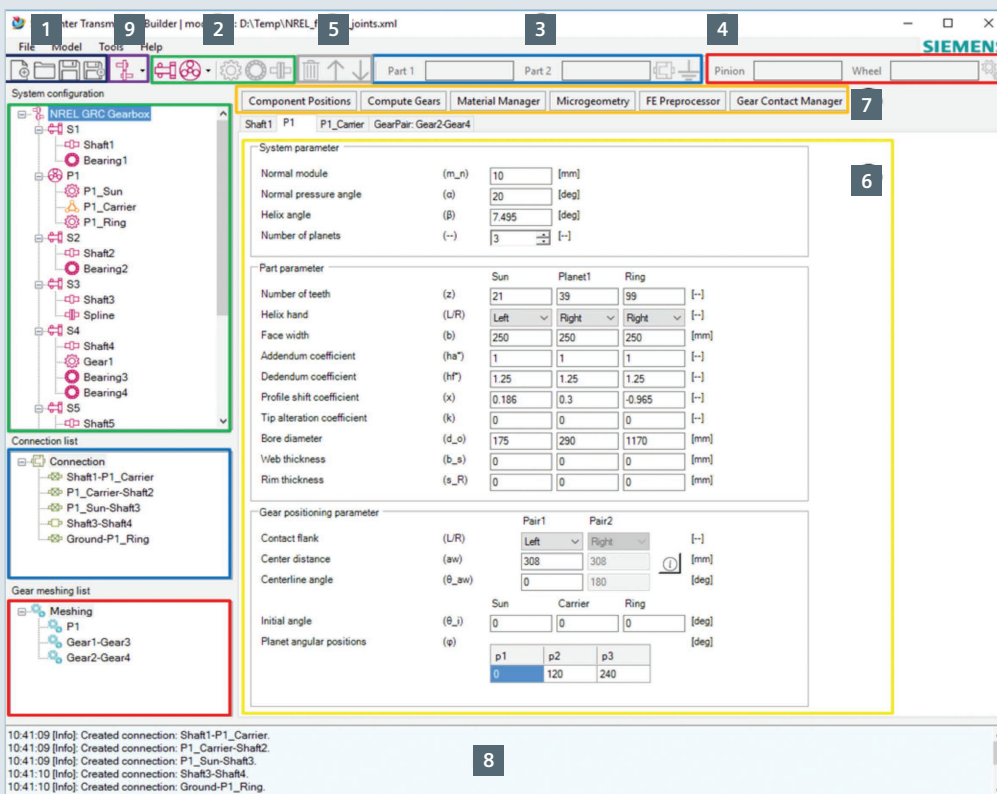 1 9 2 5 3 4
nter Transm Builder | mo : D:\Temp\NREL_f joints.xml
File Model Tools Help
SIEMENS
Part 1 Part 2 Pinion Wheel
System configuration
NREL GRC Gearbox
S1
Shaft1
Bearing1
P1
P1_Sun
P1_Carrier
P1_Ring
S2
Shaft2
Bearing2
S3
Shaft3
Spline
S4
Shaft4
Gear1
Bearing3
Bearing4
S5
Shaft5
Connection list
Connection
Shaft1-P1_Carrier
P1_Carrier-Shaft2
P1_Sun-Shaft3
Shaft3-Shaft4
Ground-P1_Ring
Gear meshing list
Meshing
P1
Gear1-Gear3
Gear2-Gear4
Component Positions Compute Gears Material Manager Microgeometry FE Preprocessor Gear Contact Manager
7
Shaft1 P1 P1_Carrier GearPair: Gear2-Gear4
6
System parameter
Normal module (m_n) 10 [mm]
Normal pressure angle (α) 20 [deg]
Helix angle (β) 7.495 [deg]
Number of planets (--) 3 [--]
Part parameter
Sun Planet1 Ring
Number of teeth (z) 21 39 99 [--]
Helix hand (L/R) Left Right Right [--]
Face width (b) 250 250 250 [mm]
Addendum coefficient (ha*) 1 1 1 [--]
Dedendum coefficient (hf*) 1.25 1.25 1.25 [--]
Profile shift coefficient (x) 0.186 0.3 -0.965 [--]
Tip alteration coefficient (k) 0 0 0 [--]
Bore diameter (d_o) 175 290 1170 [mm]
Web thickness (b_s) 0 0 0 [mm]
Rim thickness (s_R) 0 0 0 [mm]
Gear positioning parameter
Pair1 Pair2
Contact flank (L/R) Left Right [--]
Center distance (aw) 308 308 [mm]
Centerline angle (θ_aw) 0 180 [deg]
Sun Carrier Ring
Initial angle (θ_i) 0 0 0 [deg]
Planet angular positions (φ) [deg]
p1 p2 p3
0 120 240
8
10:41:09 [Info]: Created connection: Shaft1-P1_Carrier.
10:41:09 [Info]: Created connection: P1_Carrier-Shaft2.
10:41:09 [Info]: Created connection: P1_Sun-Shaft3.
10:41:10 [Info]: Created connection: Shaft3-Shaft4.
10:41:10 [Info]: Created connection: Ground-P1_Ring.